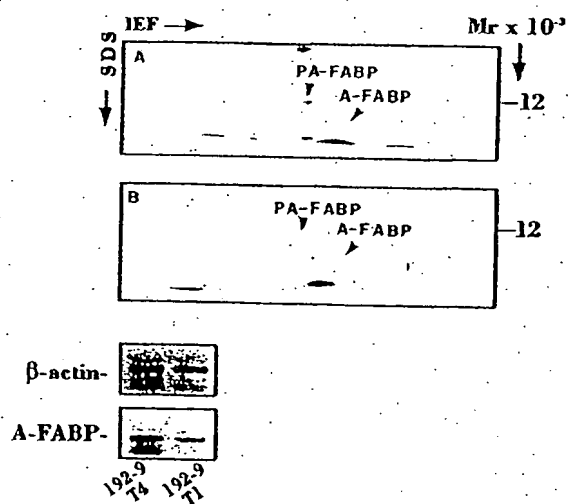 IEF →
Mr x 10⁻³
SDS
A
PA-FABP
A-FABP
–12
B
PA-FABP
A-FABP
–12
β-actin-
A-FABP-
192-9 T4
192-9 T1